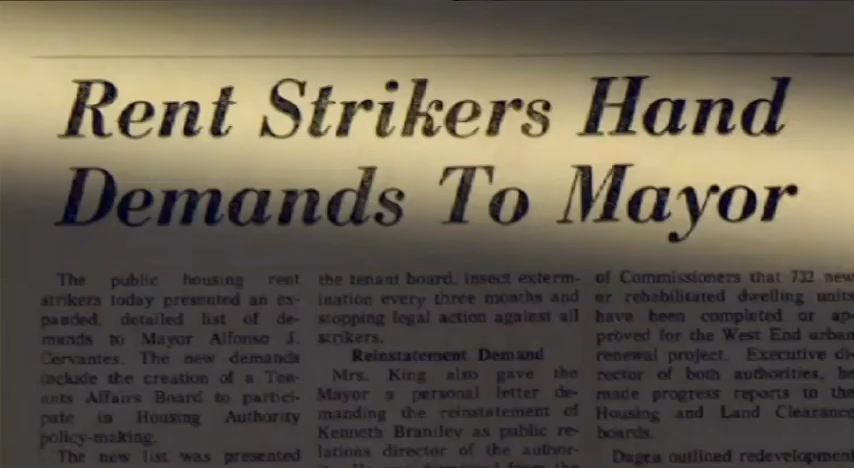 Rent Strikers Hand
Demands To Mayor
The public housing rent
strikers today presented an ex-
panded, detailed list of de-
mands to Mayor Alfonso J.
Cervantes. The new demands
include the creation of a Ten-
ants Affairs Board to partici-
pate in Housing Authority
policy-making.
The new list was presented
the tenant board, insect exterm-
ination every three months and
stopping legal action against all
strikers.
Reinstatement Demand
Mrs. King also gave the
Mayor a personal letter de-
manding the reinstatement of
Kenneth Brantley as public re-
lations director of the author-
of Commissioners that 732 new
or rehabilitated dwelling units
have been completed or ap-
proved for the West End urban
renewal project. Executive di-
rector of both authorities, he
made progress reports to the
Housing and Land Clearance
boards.
Dagen outlined redevelopment